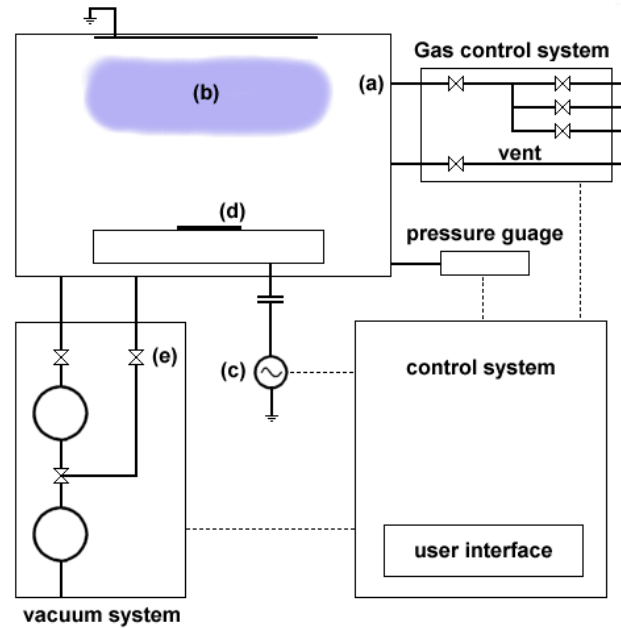 Gas control system
(a)
(b)
vent
(d)
pressure guage
(e)
(c)
control system
user interface
vacuum system